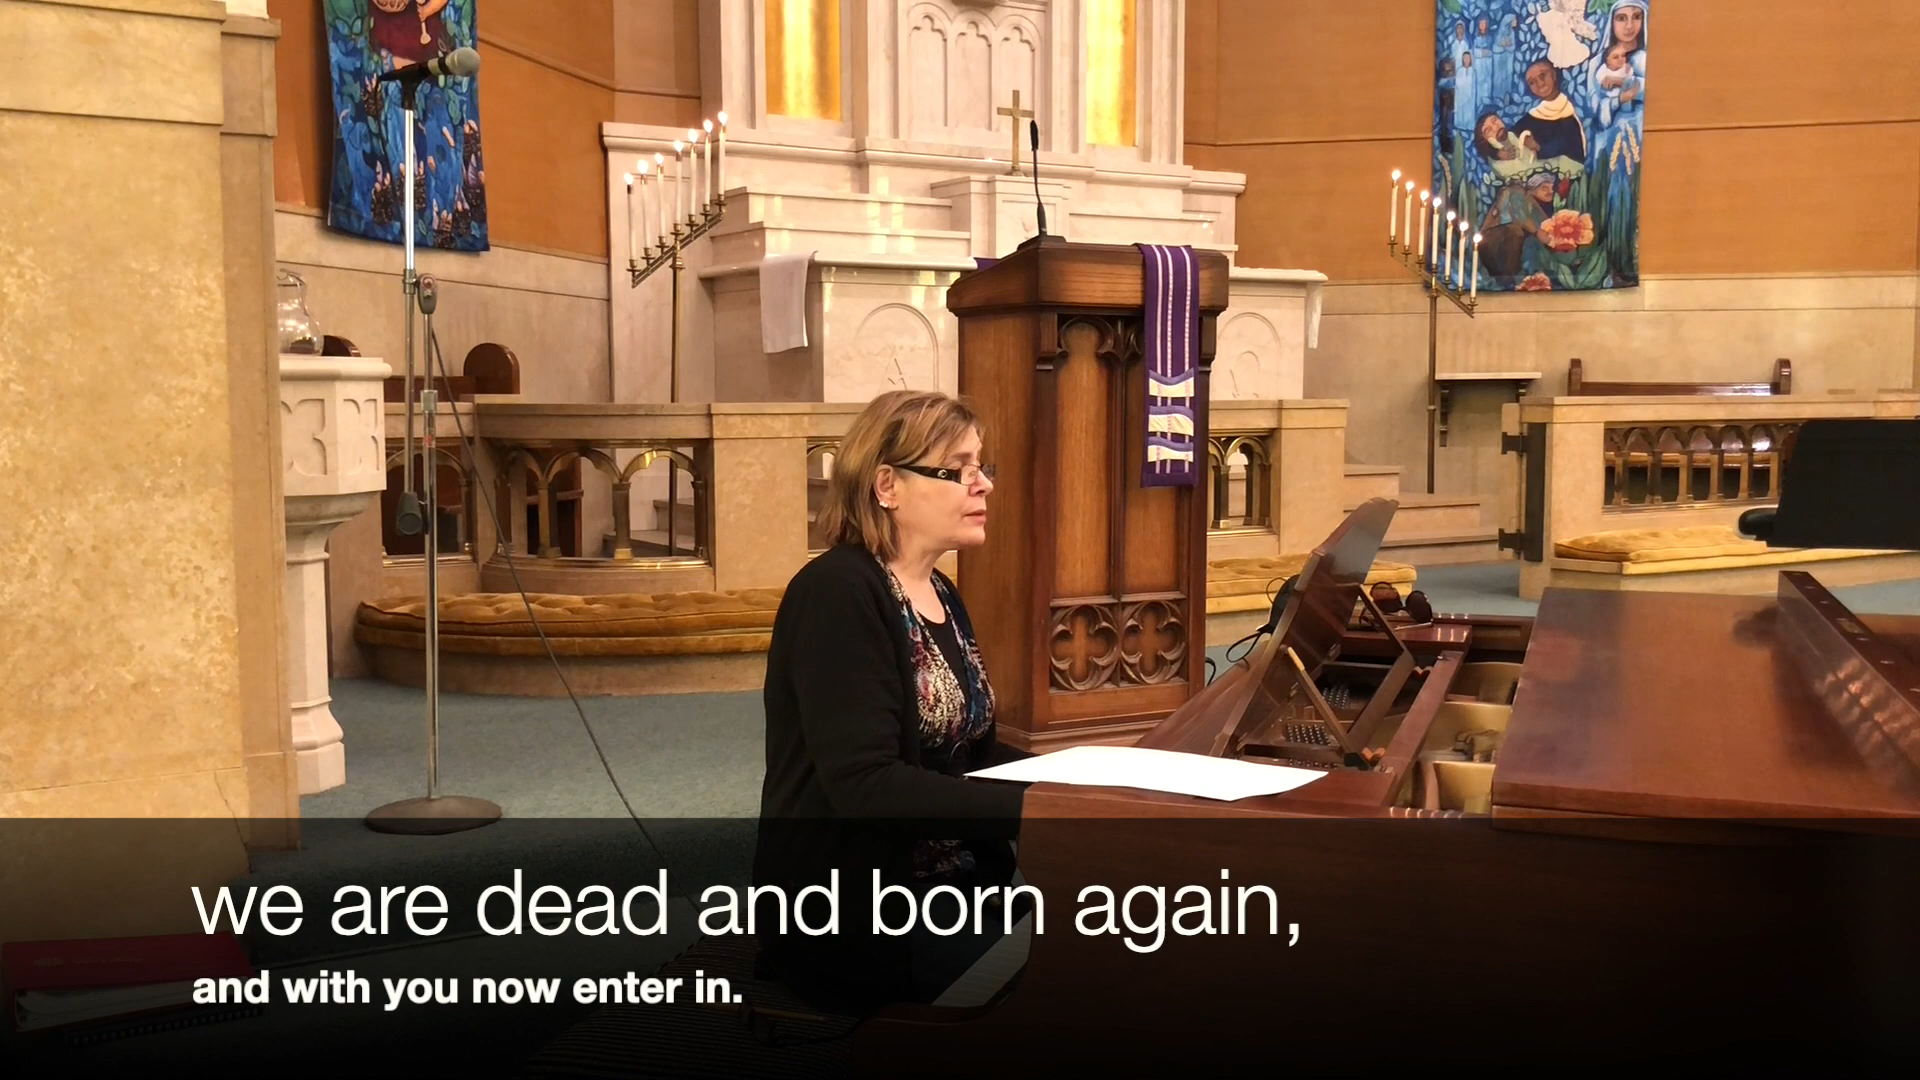 we are dead and born again,
and with you now enter in.